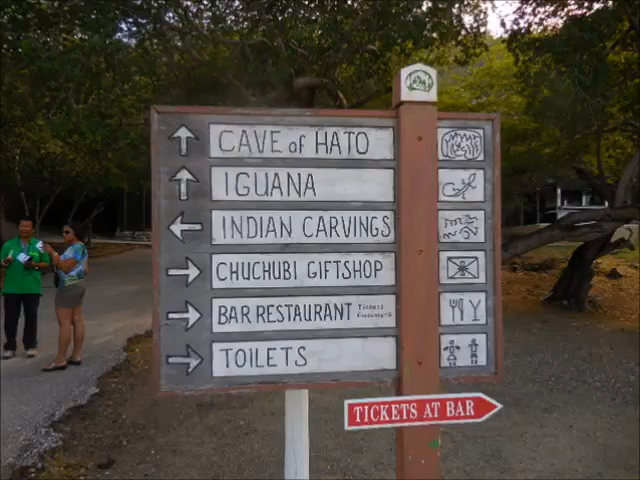 CAVE of HATO
IGUANA
INDIAN CARVINGS
CHUCHUBI GIFTSHOP
BAR RESTAURANT
TOILETS
TICKETS AT BAR